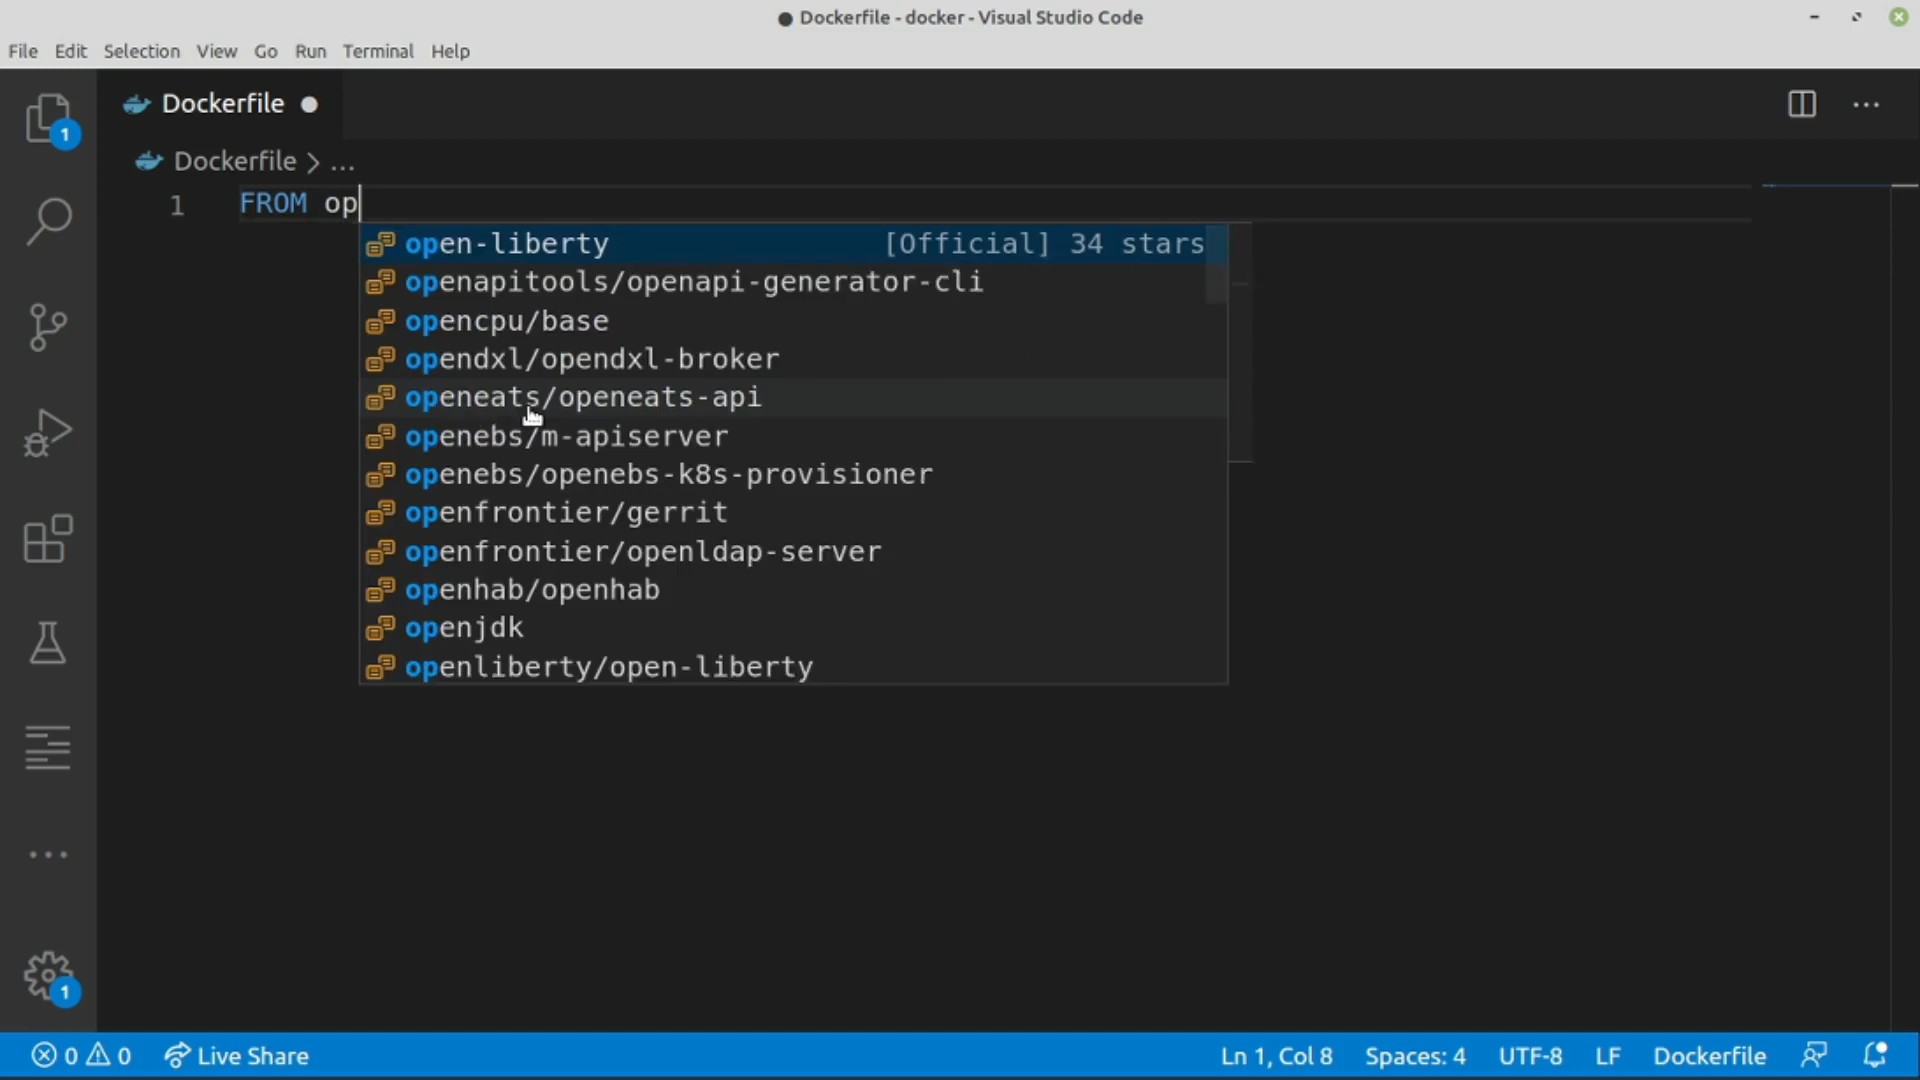 ● Dockerfile - docker - Visual Studio Code
File Edit Selection View Go Run Terminal Help
1
Dockerfile ●
Dockerfile > ...
1 FROM op
open-liberty [Official] 34 stars
openapitools/openapi-generator-cli
opencpu/base
opendxl/opendxl-broker
openeats/openeats-api
openebs/m-apiserver
openebs/openebs-k8s-provisioner
openfrontier/gerrit
openfrontier/openldap-server
openhab/openhab
openjdk
openliberty/open-liberty
1
0 0 Live Share Ln 1, Col 8 Spaces: 4 UTF-8 LF Dockerfile